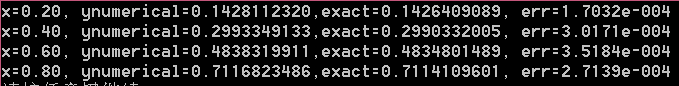 x=0.20, ynumerical=0.1428112320,exact=0.1426409089, err=1.7032e-004
x=0.40, ynumerical=0.2993349133,exact=0.2990332005, err=3.0171e-004
x=0.60, ynumerical=0.4838319911,exact=0.4834801489, err=3.5184e-004
x=0.80, ynumerical=0.7116823486,exact=0.7114109601, err=2.7139e-004